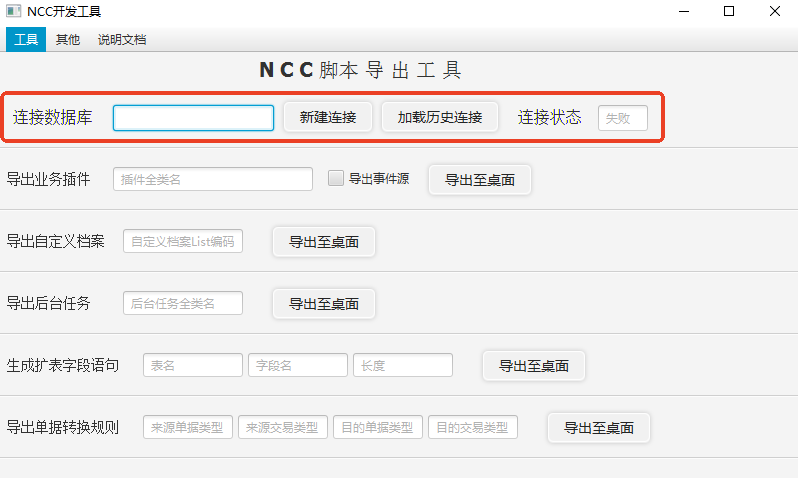 NCC开发工具
工具 其他 说明文档
NCC脚本导出工具
连接数据库 新建连接 加载历史连接 连接状态 失败
导出业务插件 插件全类名 导出事件源 导出至桌面
导出自定义档案 自定义档案List编码 导出至桌面
导出后台任务 后台任务全类名 导出至桌面
生成扩表字段语句 表名 字段名 长度 导出至桌面
导出单据转换规则 来源单据类型 来源交易类型 目的单据类型 目的交易类型 导出至桌面